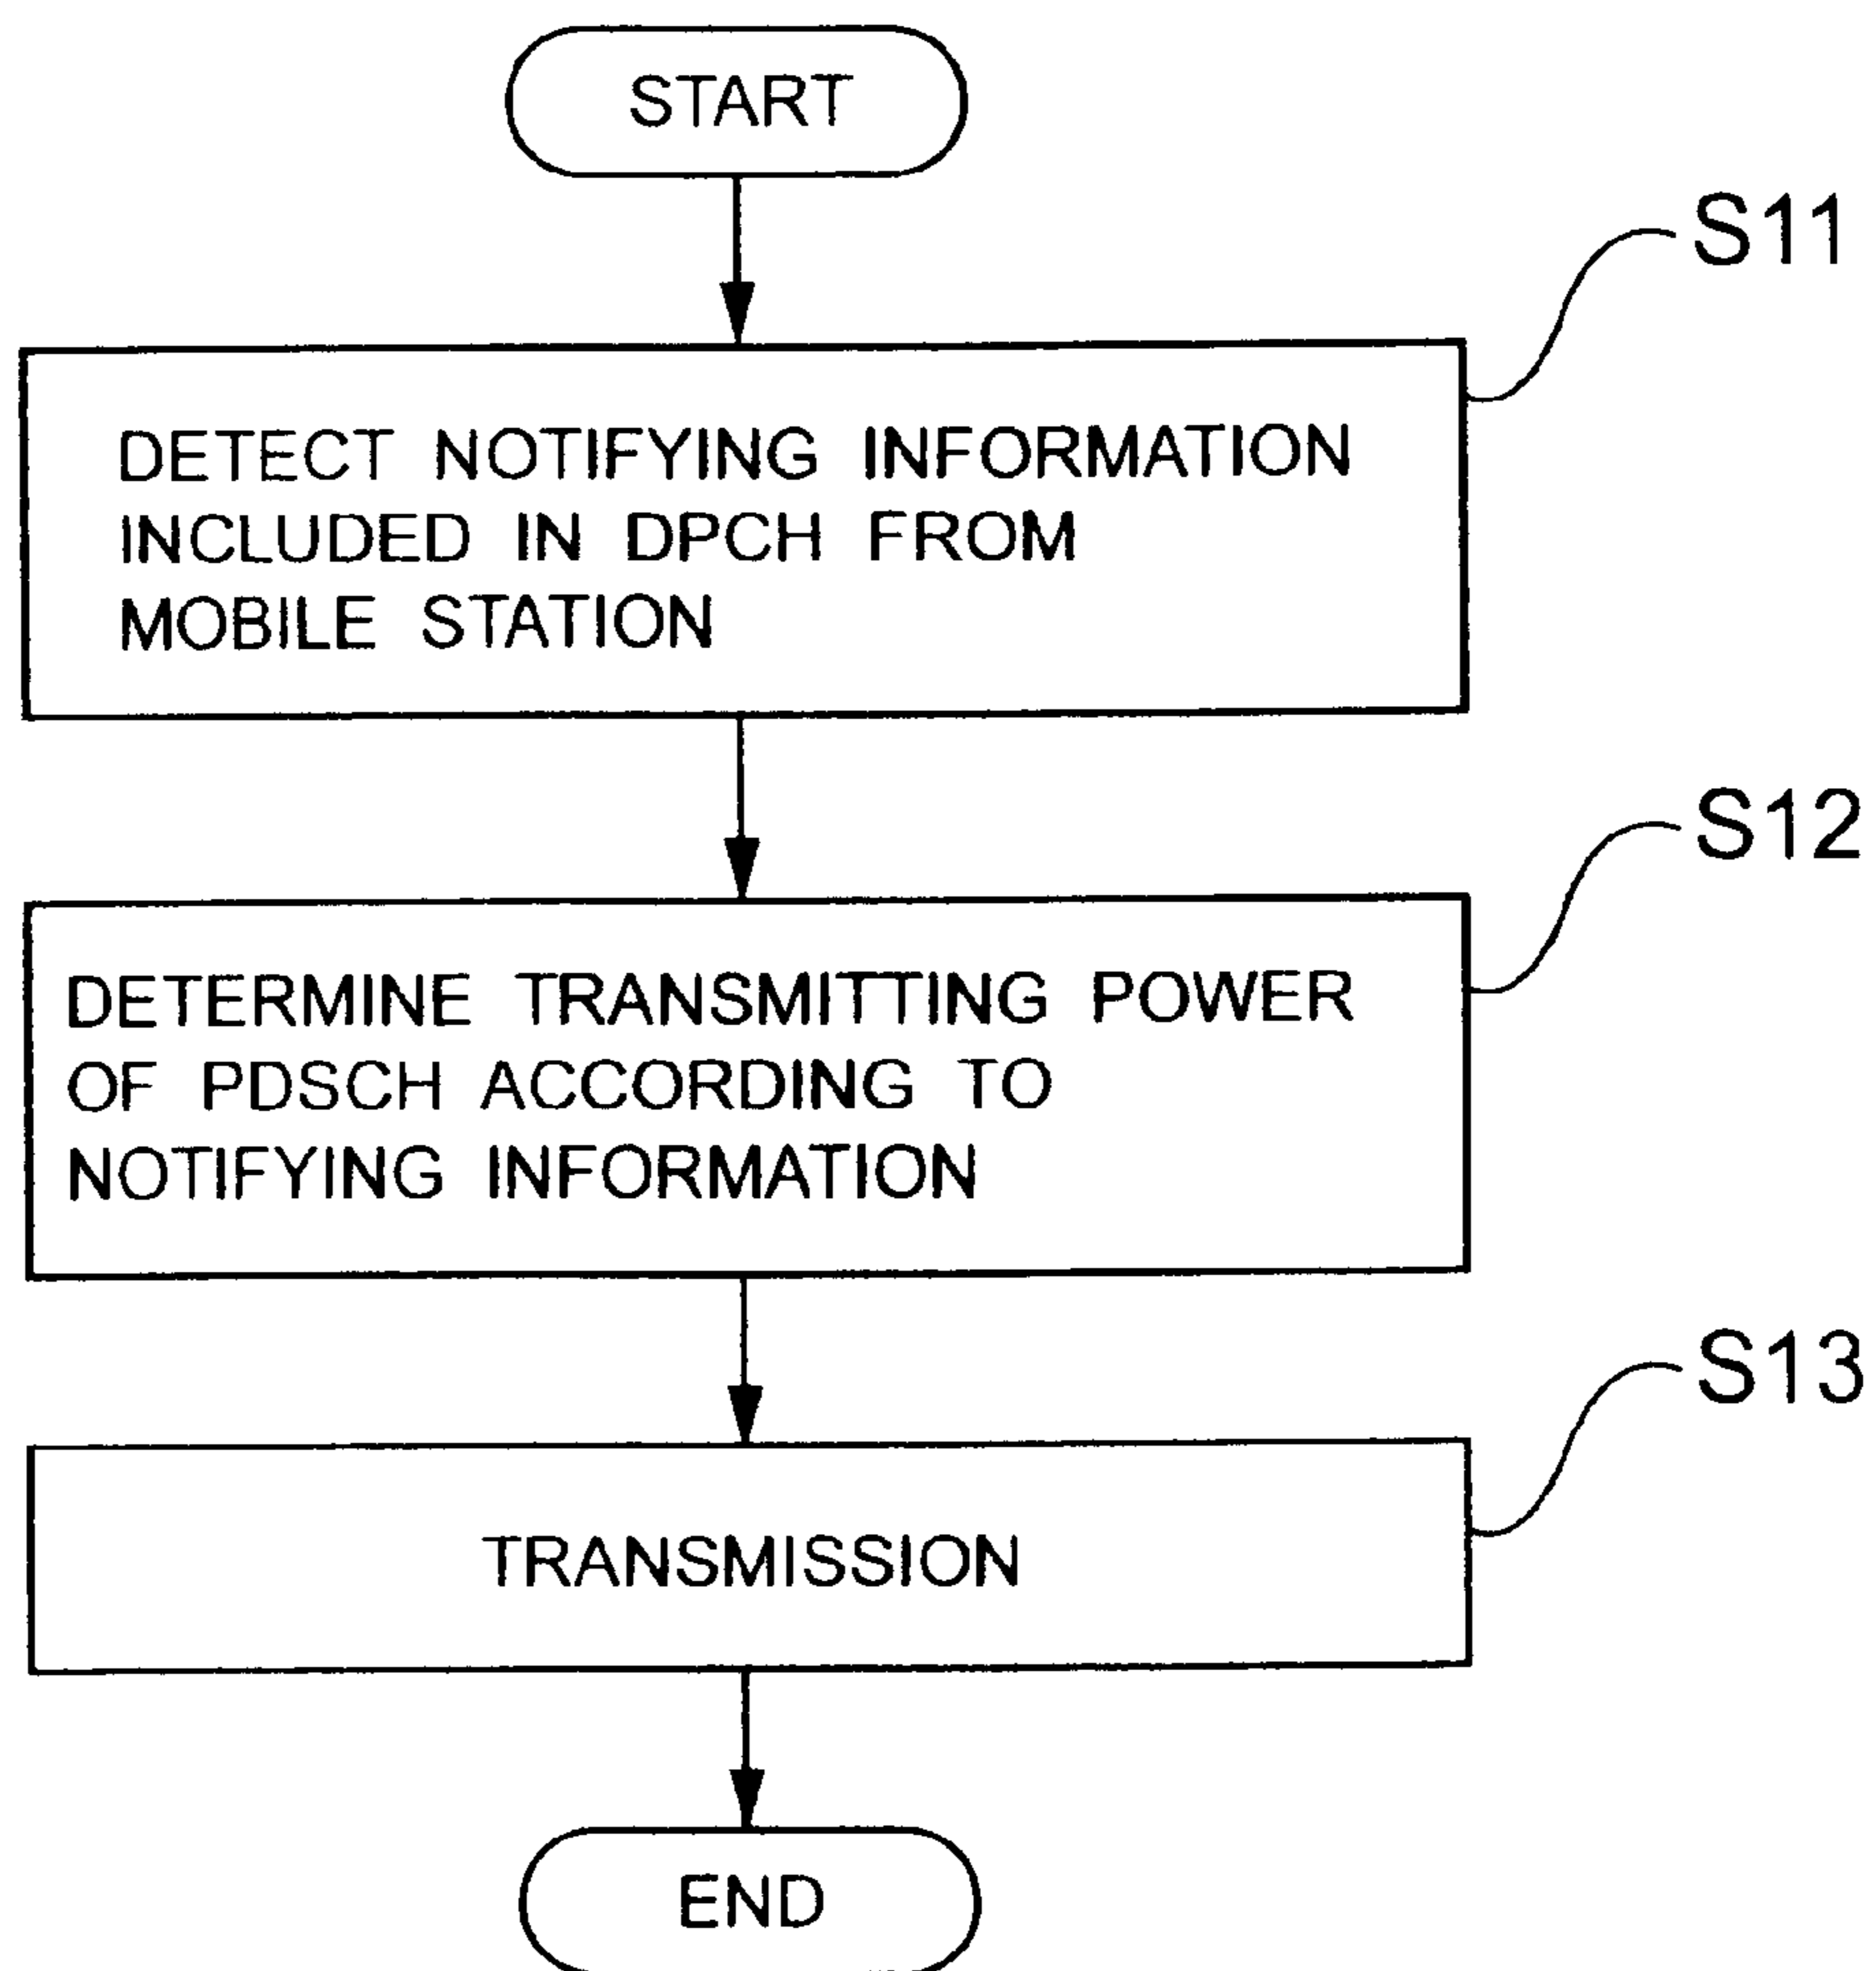 START
S11
DETECT NOTIFYING INFORMATION
INCLUDED IN DPCH FROM
MOBILE STATION
S12
DETERMINE TRANSMITTING POWER
OF PDSCH ACCORDING TO
NOTIFYING INFORMATION
S13
TRANSMISSION
END